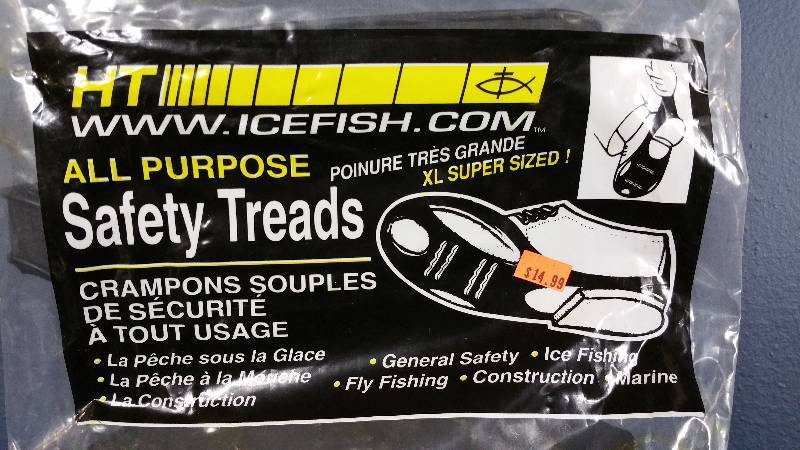 HT
WWW.ICEFISH.COM™
ALL PURPOSE
POINURE TRÈS GRANDE
XL SUPER SIZED !
Safety Treads
$14.99
CRAMPONS SOUPLES
DE SÉCURITÉ
À TOUT USAGE
• La Pêche sous la Glace
• La Pêche à la Mouche
• La Construction
• General Safety • Ice Fishing
• Fly Fishing • Construction • Marine